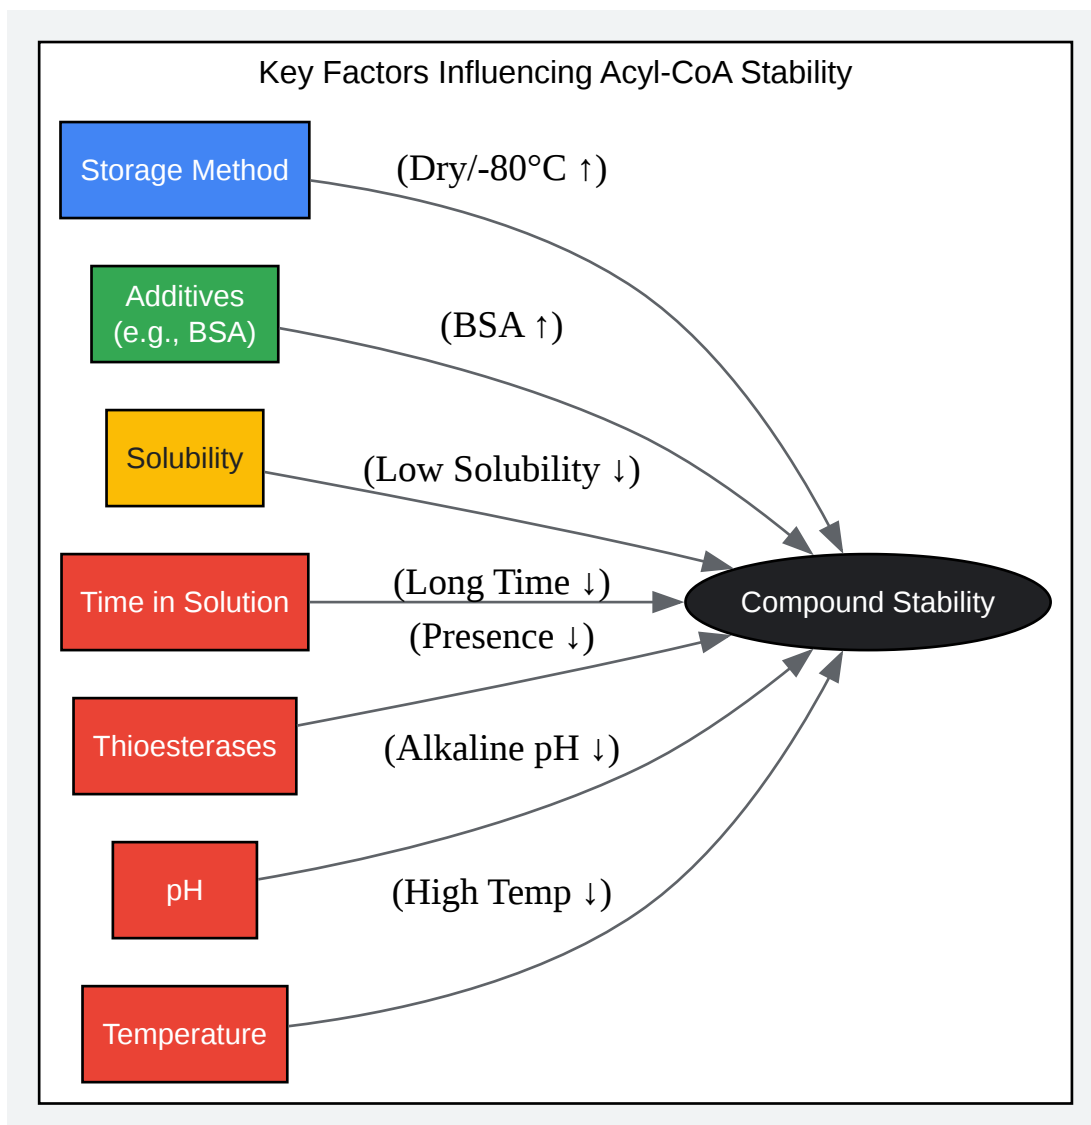 Key Factors Influencing Acyl-CoA Stability
Storage Method
(Dry/-80°C ↑)
Additives
(e.g., BSA)
(BSA ↑)
Solubility
(Low Solubility ↓)
Time in Solution
(Long Time ↓)
Compound Stability
(Presence ↓)
Thioesterases
(Alkaline pH ↓)
pH
(High Temp ↓)
Temperature